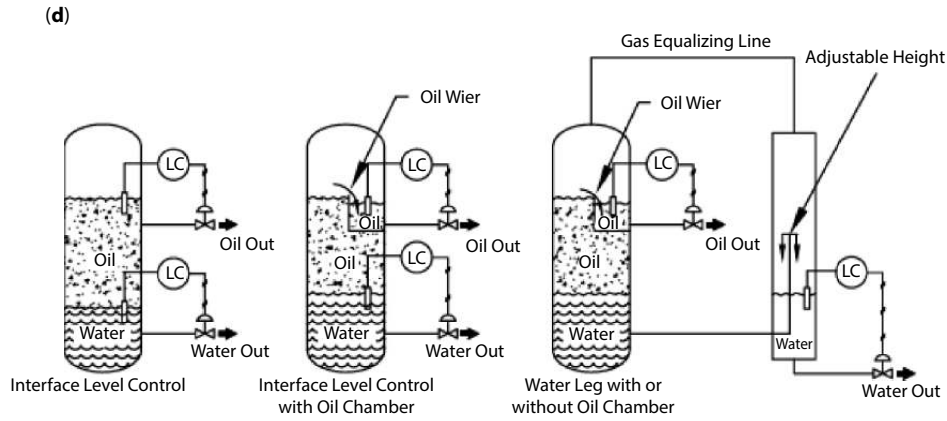 (d)
Gas Equalizing Line
Adjustable Height
Oil Wier
Oil Wier
LC
LC
LC
Oil
Oil
Oil Out
Oil Out
Oil Out
Oil
Oil
Oil
LC
LC
LC
Water
Water
Water
Water
Water Out
Water Out
Water Out
Interface Level Control
Interface Level Control
with Oil Chamber
Water Leg with or
without Oil Chamber